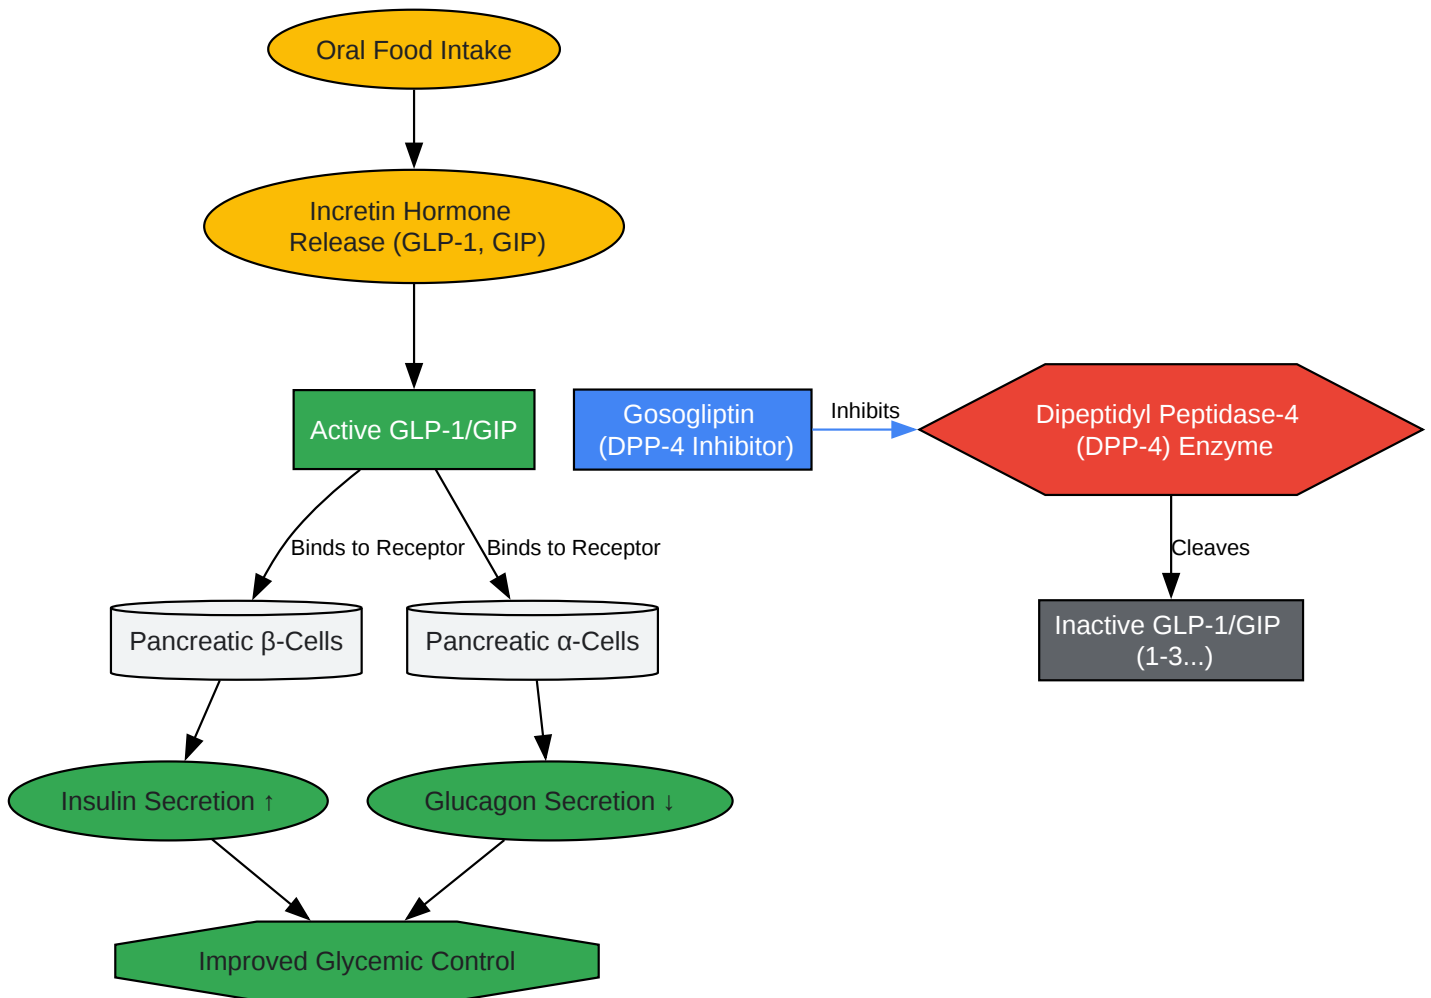 Oral Food Intake
Incretin Hormone
Release (GLP-1, GIP)
Active GLP-1/GIP
Gosogliptin
(DPP-4 Inhibitor)
Inhibits
Dipeptidyl Peptidase-4
(DPP-4) Enzyme
Binds to Receptor
Binds to Receptor
Cleaves
Pancreatic β-Cells
Pancreatic α-Cells
Inactive GLP-1/GIP
(1-3...)
Insulin Secretion ↑
Glucagon Secretion ↓
Improved Glycemic Control